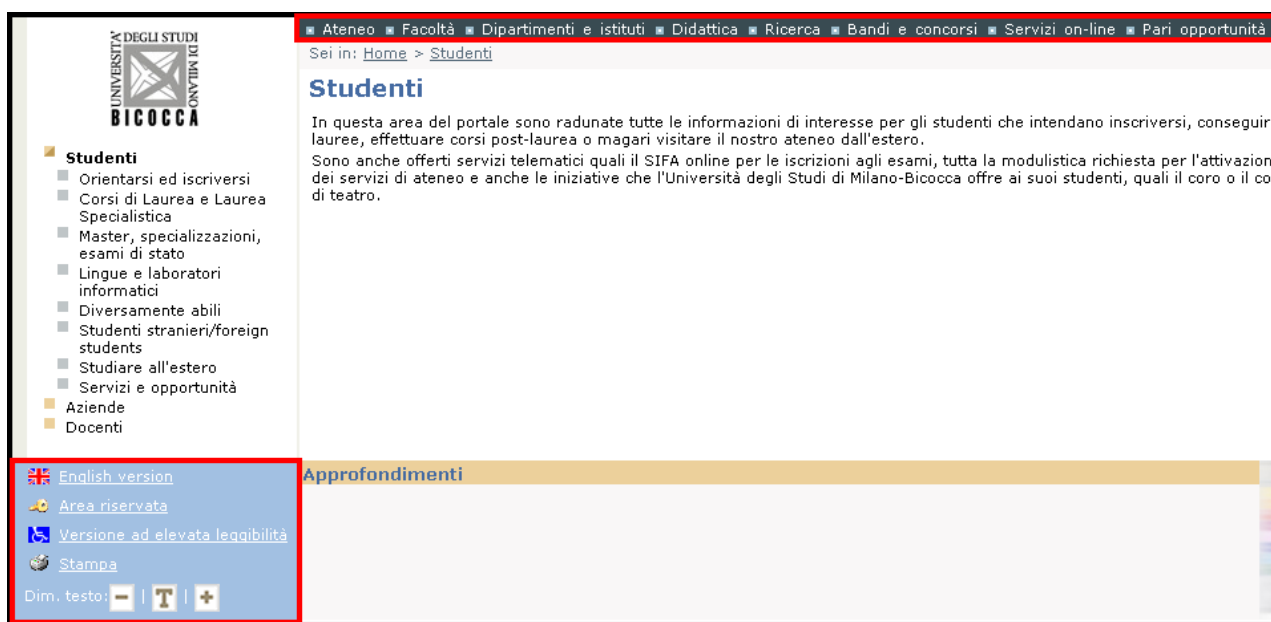 UNIVERSITA' DEGLI STUDI DI MILANO
BICOCCA
Ateneo Facoltà Dipartimenti e istituti Didattica Ricerca Bandi e concorsi Servizi on-line Pari opportunità
Sei in: Home > Studenti
Studenti
In questa area del portale sono radunate tutte le informazioni di interesse per gli studenti che intendano inscriversi, conseguir
lauree, effettuare corsi post-laurea o magari visitare il nostro ateneo dall'estero.
Sono anche offerti servizi telematici quali il SIFA online per le iscrizioni agli esami, tutta la modulistica richiesta per l'attivazion
dei servizi di ateneo e anche le iniziative che l'Università degli Studi di Milano-Bicocca offre ai suoi studenti, quali il coro o il co
di teatro.
Studenti
Orientarsi ed iscriversi
Corsi di Laurea e Laurea
Specialistica
Master, specializzazioni,
esami di stato
Lingue e laboratori
informatici
Diversamente abili
Studenti stranieri/foreign
students
Studiare all'estero
Servizi e opportunità
Aziende
Docenti
English version
Area riservata
Versione ad elevata leggibilità
Stampa
Dim. testo: - | T | +
Approfondimenti